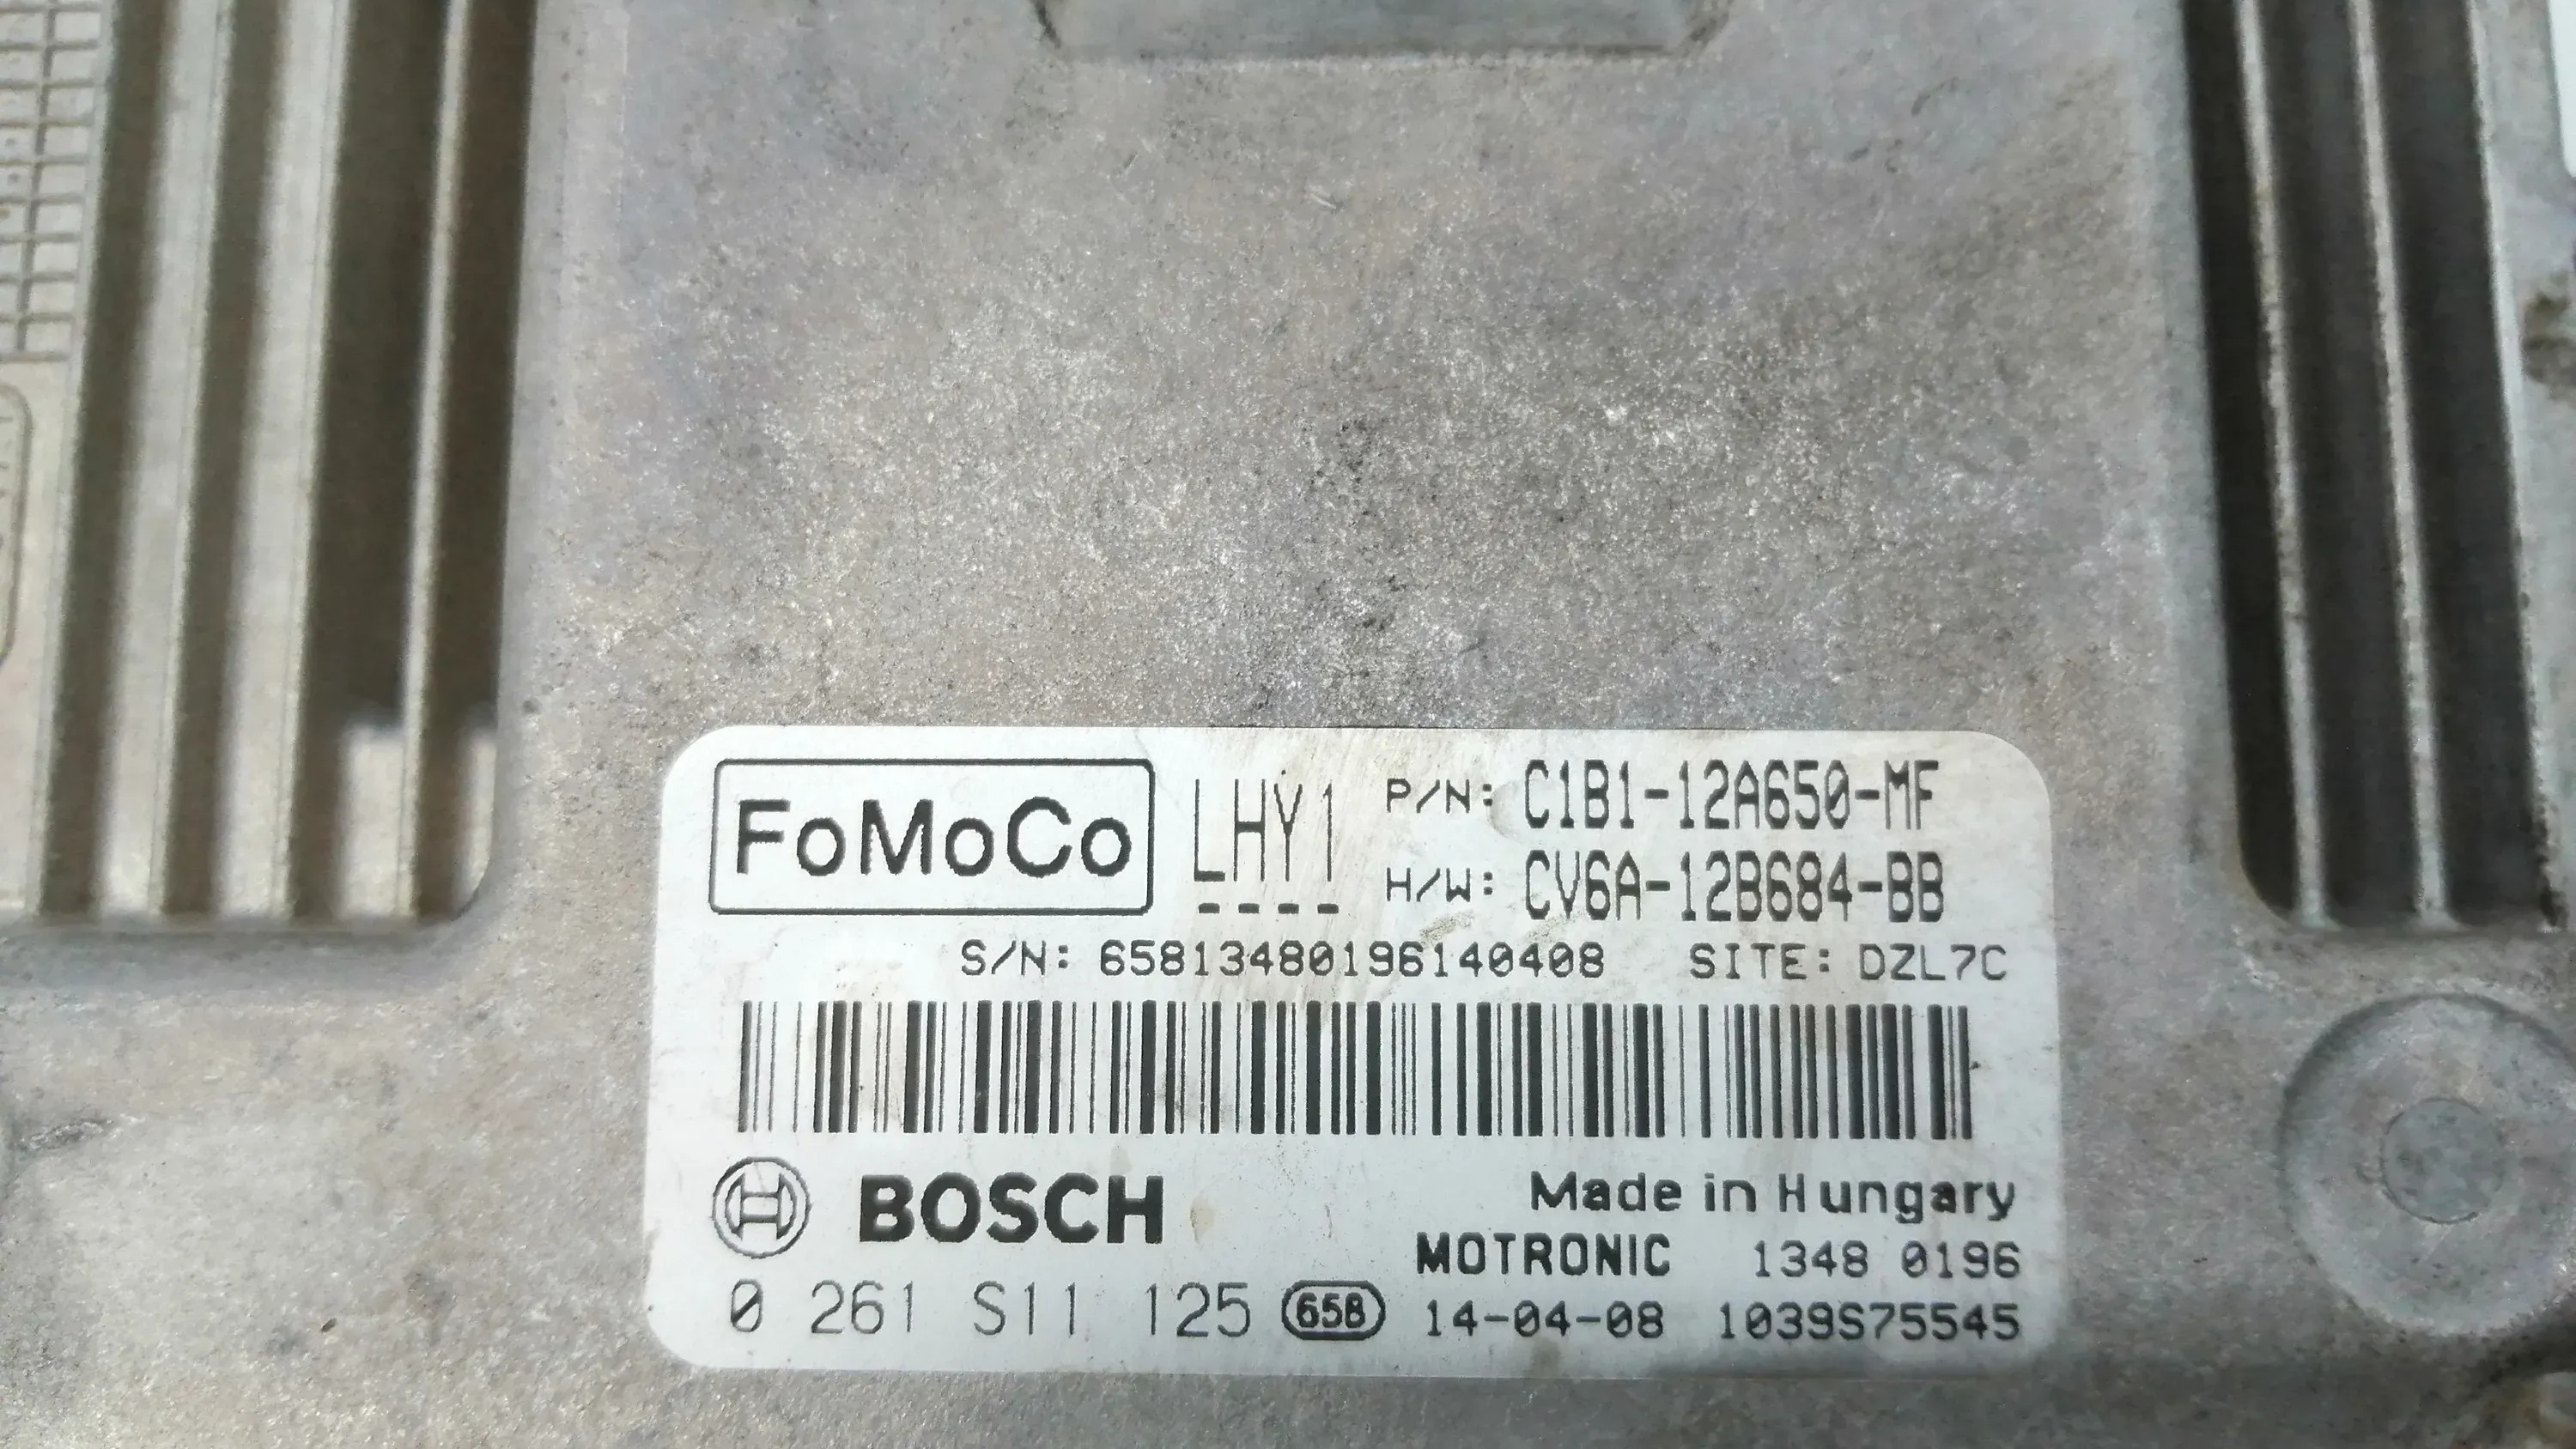 FoMoCo LHY1 P/N: C1B1-12A650-MF
H/W: CV6A-12B684-BB
S/N: 65813480196140408 SITE: DZL7C
BOSCH Made in Hungary
MOTRONIC 1348 0196
0 261 S11 125 658 14-04-08 1039S75545